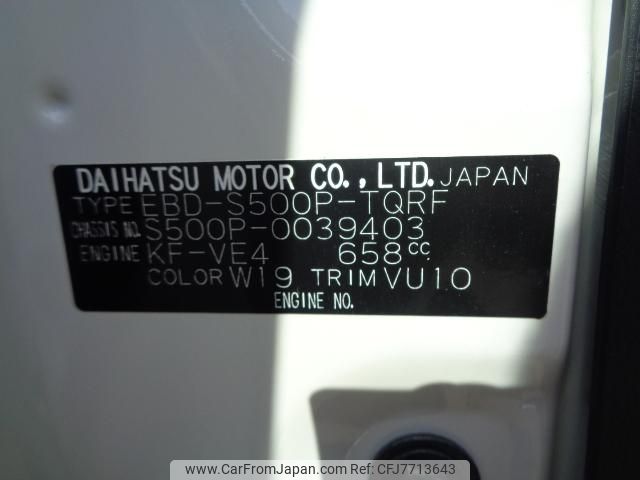 DAIHATSU MOTOR CO., LTD. JAPAN
TYPE EBD-S500P-TQRF
CHASSIS NO. S500P-0039403
ENGINE KF-VE4 658cc
COLOR W19 TRIM VU10
ENGINE NO.
www.CarFromJapan.com ID: CFJ7713643